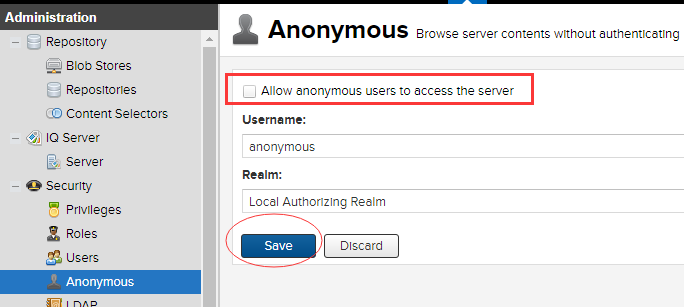 Administration
Repository
Blob Stores
Repositories
Content Selectors
IQ Server
Server
Security
Privileges
Roles
Users
Anonymous
LDAP
Anonymous Browse server contents without authenticating
Allow anonymous users to access the server
Username:
anonymous
Realm:
Local Authorizing Realm
Save Discard